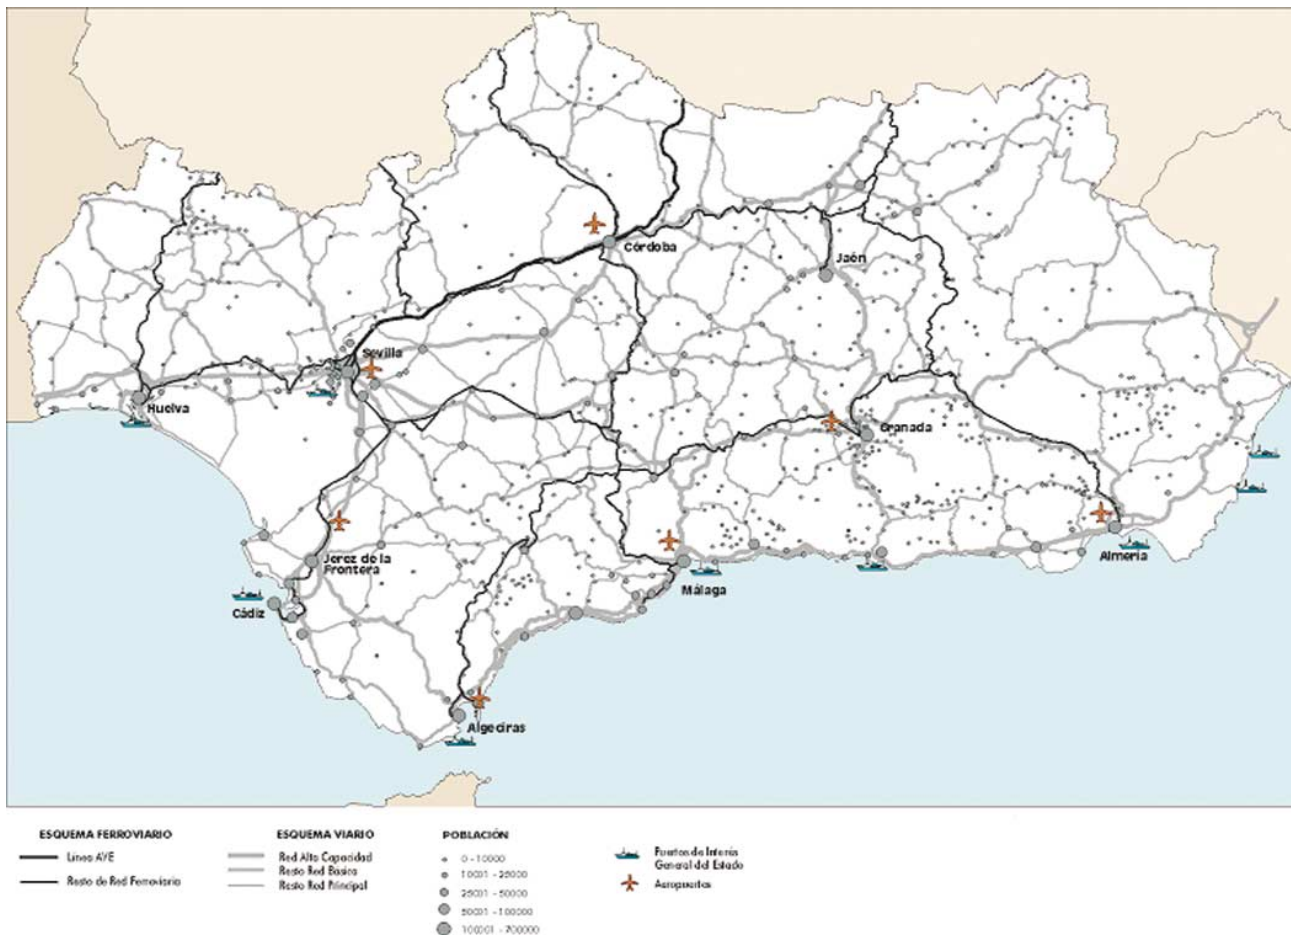 Córdoba
Jaén
Sevilla
Huelva
Granada
Jerez de la
Frontera
Almería
Málaga
Cádiz
Algeciras
ESQUEMA FERROVIARIO
Línea AVE
Resto de Red Ferroviaria
ESQUEMA VIARIO
Red Alta Capacidad
Resto Red Básica
Resto Red Principal
POBLACIÓN
0 - 10000
10001 - 25000
25001 - 50000
50001 - 100000
100001 - 700000
Puertos de Interés
General del Estado
Aeropuertos